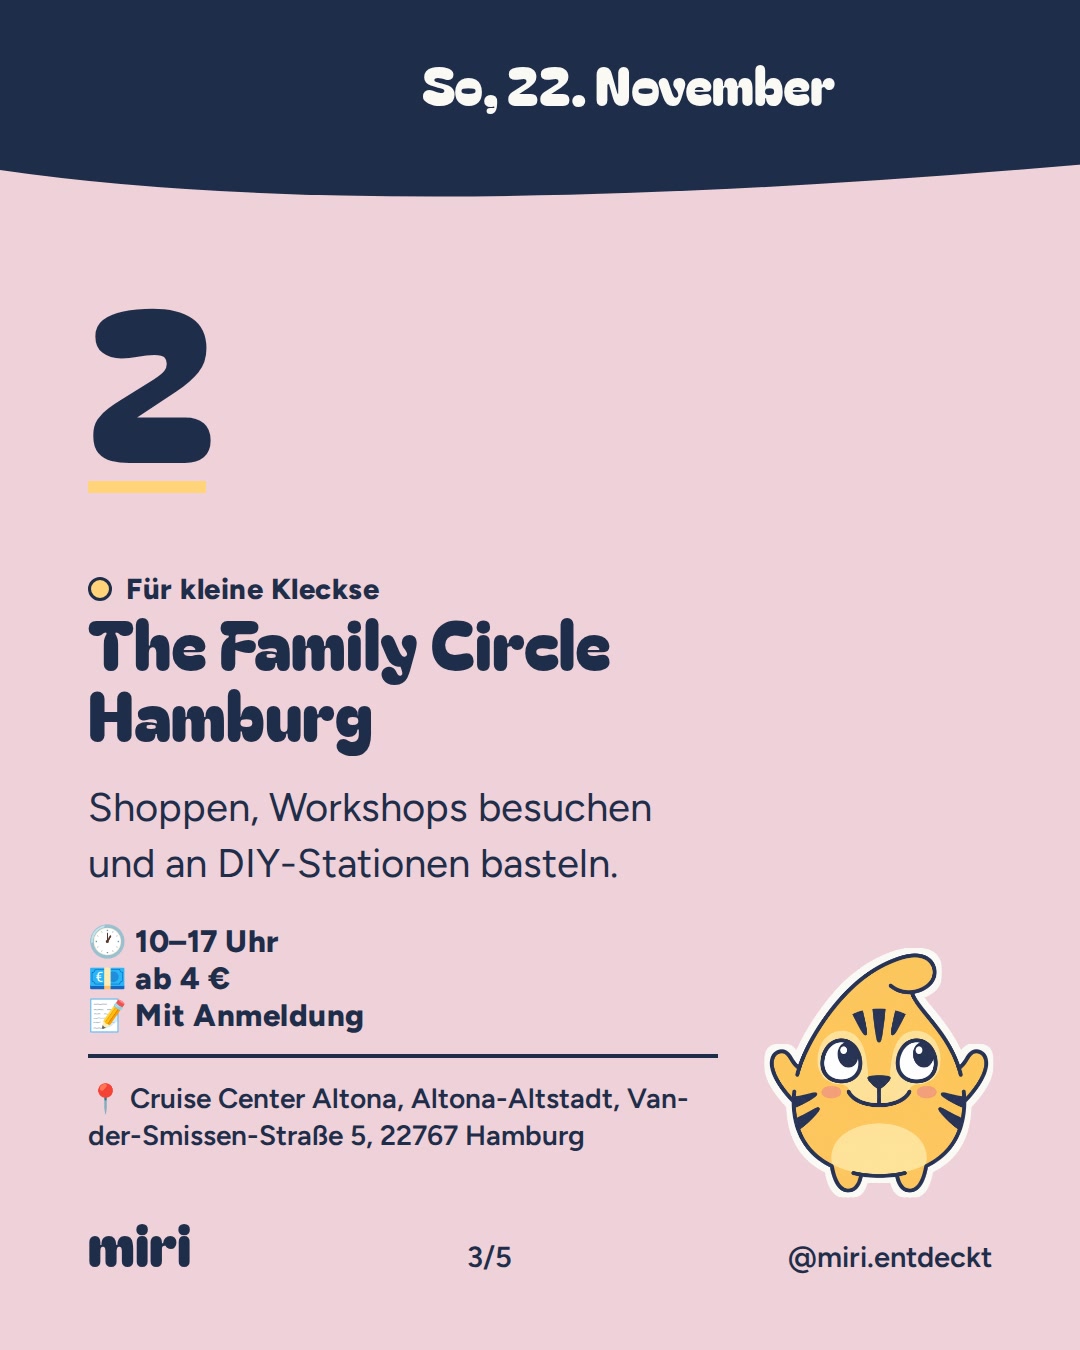 So, 22. November
2
Für kleine Kleckse
The Family Circle
Hamburg
Shoppen, Workshops besuchen
und an DIY-Stationen basteln.
🕐 10–17 Uhr
💶 ab 4 €
📝 Mit Anmeldung
📍 Cruise Center Altona, Altona-Altstadt, Van-
der-Smissen-Straße 5, 22767 Hamburg
miri
3/5
@miri.entdeckt